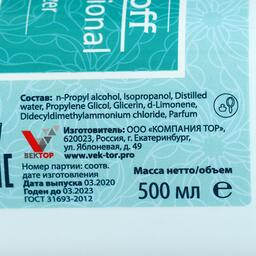 off
sional
er
Состав: n-Propyl alcohol, Isopropanol, Distilled
water, Propylene Glicol, Glicerin, d-Limonene,
Didecyldimethylammonium chloride, Parfum
Изготовитель: ООО «КОМПАНИЯ ТОР»,
620023, Россия, г. Екатеринбург,
ул. Яблоневая, д. 49
www.vek-tor.pro
ВЕКТОР
Номер партии: соотв.
дате изготовления
Дата выпуска 03.2020
Годен до 03.2023
ГОСТ 31693-2012
Масса нетто/объем
500 мл e